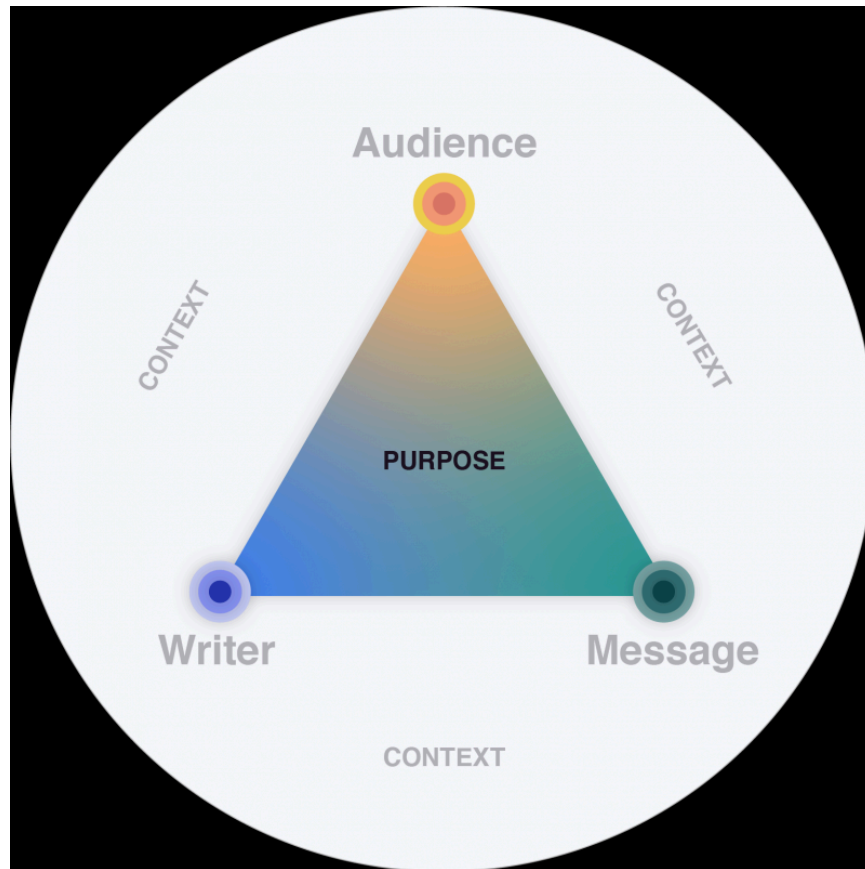 Audience
CONTEXT
CONTEXT
PURPOSE
Writer
Message
CONTEXT